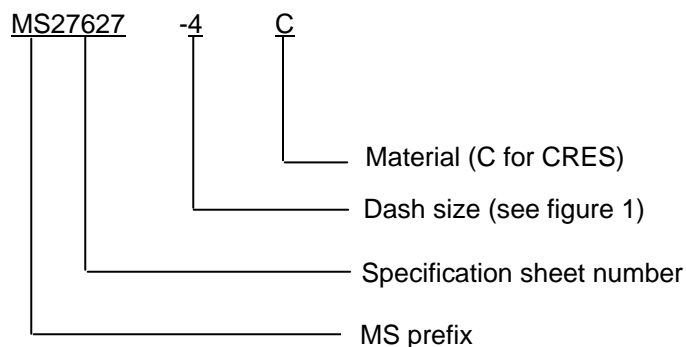 MS27627 -4 C
Material (C for CRES)
Dash size (see figure 1)
Specification sheet number
MS prefix